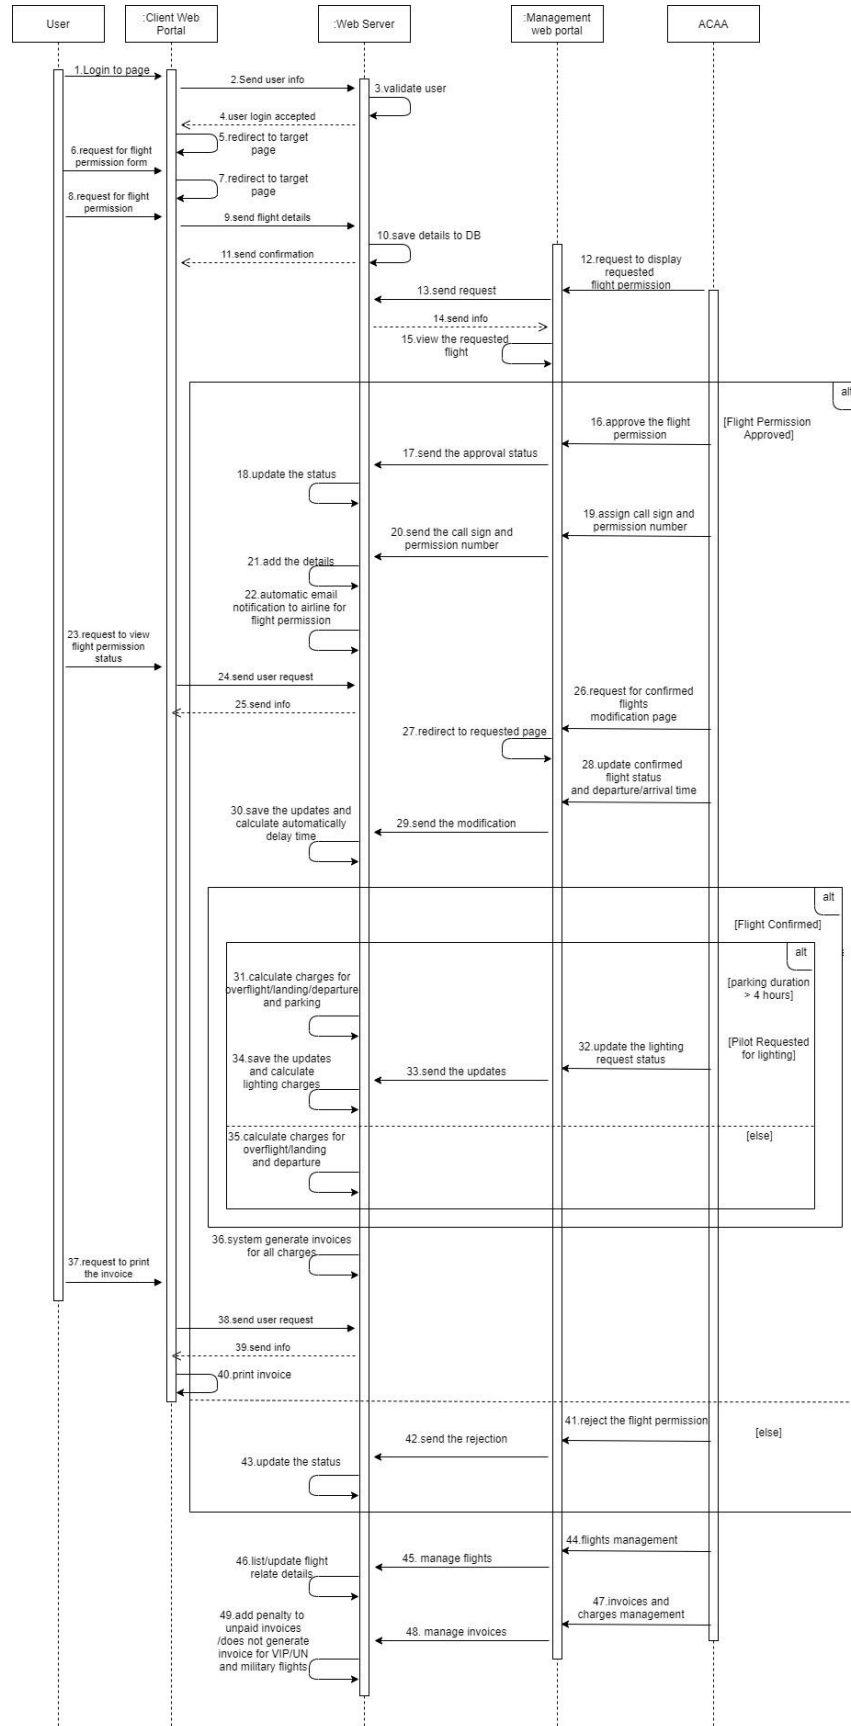 User
:Client Web
Portal
:Web Server
:Management
web portal
ACAA
1.Login to page
2.Send user info
3.validate user
4.user login accepted
5.redirect to target
page
6.request for flight
permission form
7.redirect to target
page
8.request for flight
permission
9.send flight details
10.save details to DB
11.send confirmation
12.request to display
requested
flight permission
13.send request
14.send info
15.view the requested
flight
alt
16.approve the flight
permission
[Flight Permission
Approved]
17.send the approval status
18.update the status
19.assign call sign and
permission number
20.send the call sign and
permission number
21.add the details
22.automatic email
notification to airline for
flight permission
23.request to view
flight permission
status
24.send user request
25.send info
26.request for confirmed
flights
modification page
27.redirect to requested page
28.update confirmed
flight status
and departure/arrival time
29.send the modification
30.save the updates and
calculate automatically
delay time
alt
[Flight Confirmed]
alt
31.calculate charges for
overflight/landing/departure
and parking
[parking duration
> 4 hours]
32.update the lighting
request status
[Pilot Requested
for lighting]
33.send the updates
34.save the updates
and calculate
lighting charges
35.calculate charges for
overflight/landing
and departure
[else]
36.system generate invoices
for all charges
37.request to print
the invoice
38.send user request
39.send info
40.print invoice
41.reject the flight permission
[else]
42.send the rejection
43.update the status
44.flights management
45. manage flights
46.list/update flight
relate details
47.invoices and
charges management
48. manage invoices
49.add penalty to
unpaid invoices
/does not generate
invoice for VIP/UN
and military flights